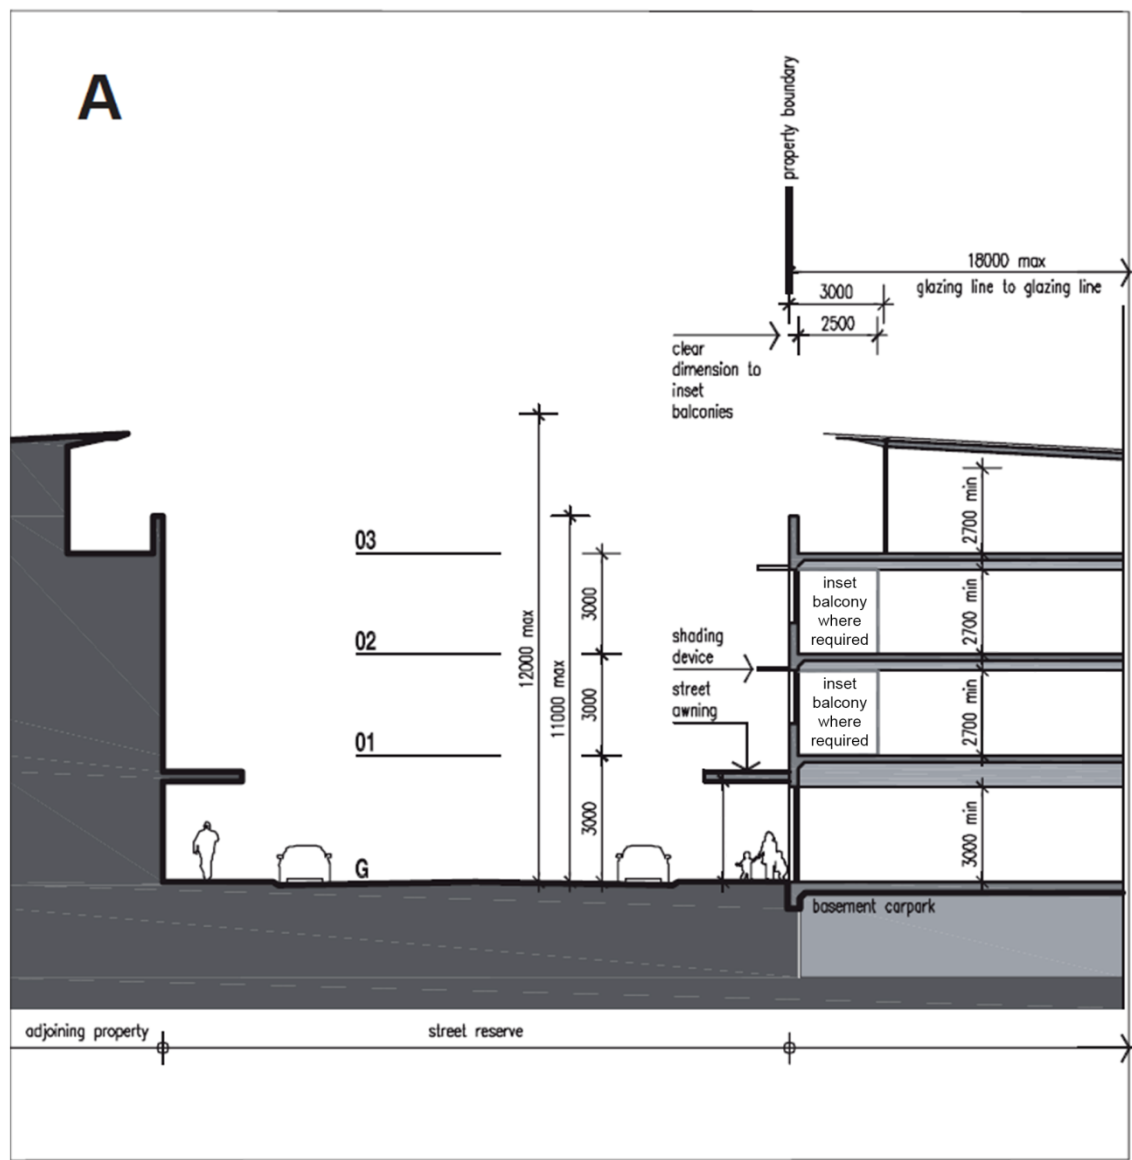 A
property boundary
18000 max
glazing line to glazing line
3000
2500
clear
dimension to
inset
balconies
12000 max
11000 max
03
02
01
G
3000
3000
3000
shading
device
street
awning
2700 min
inset
balcony
where
required
2700 min
inset
balcony
where
required
2700 min
3000 min
basement carpark
adjoining property
street reserve